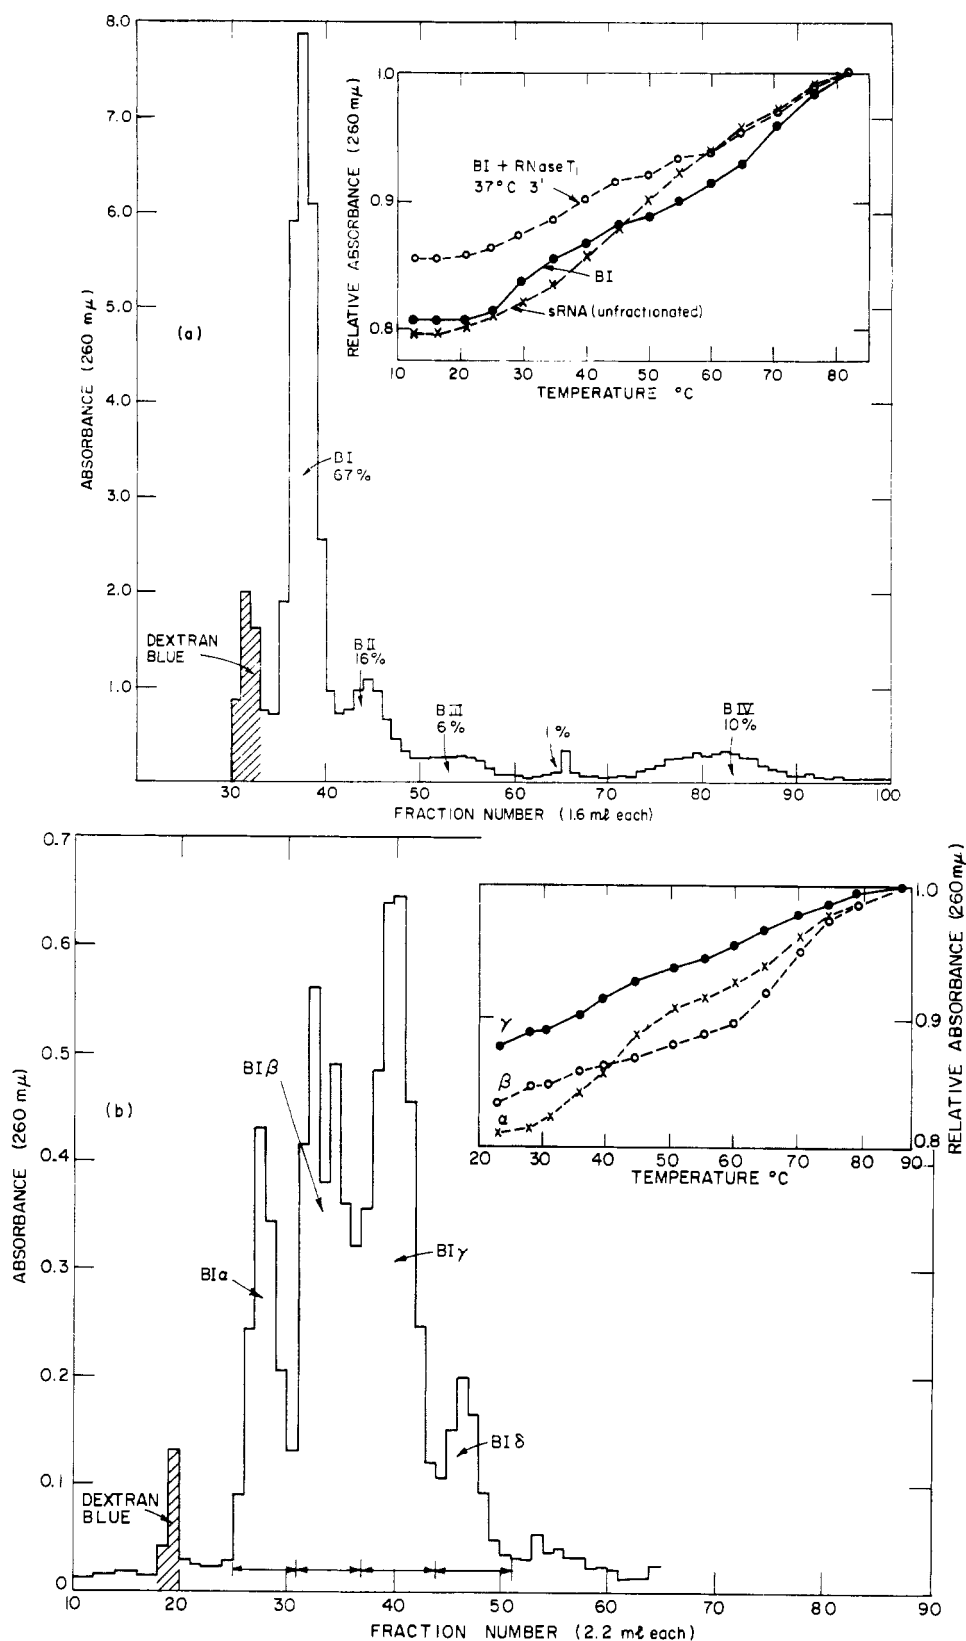 8.0
7.0
6.0
5.0
4.0
3.0
2.0
1.0
ABSORBANCE (260 mμ)
(a)
DEXTRAN
BLUE
BI
67%
BII
16%
BIII
6%
1%
BIV
10%
30 40 50 60 70 80 90 100
FRACTION NUMBER (1.6 ml each)
1.0
0.9
0.8
RELATIVE ABSORBANCE (260 mμ)
BI + RNase T1
37°C 3'
BI
sRNA (unfractionated)
10 20 30 40 50 60 70 80
TEMPERATURE °C
0.7
0.6
0.5
0.4
0.3
0.2
0.1
0
ABSORBANCE (260 mμ)
(b)
DEXTRAN
BLUE
BIα
BIβ
BIγ
BIδ
10 20 30 40 50 60 70 80 90
FRACTION NUMBER (2.2 ml each)
γ
β
α
1.0
0.9
0.8
RELATIVE ABSORBANCE (260 mμ)
20 30 40 50 60 70 80 90
TEMPERATURE °C